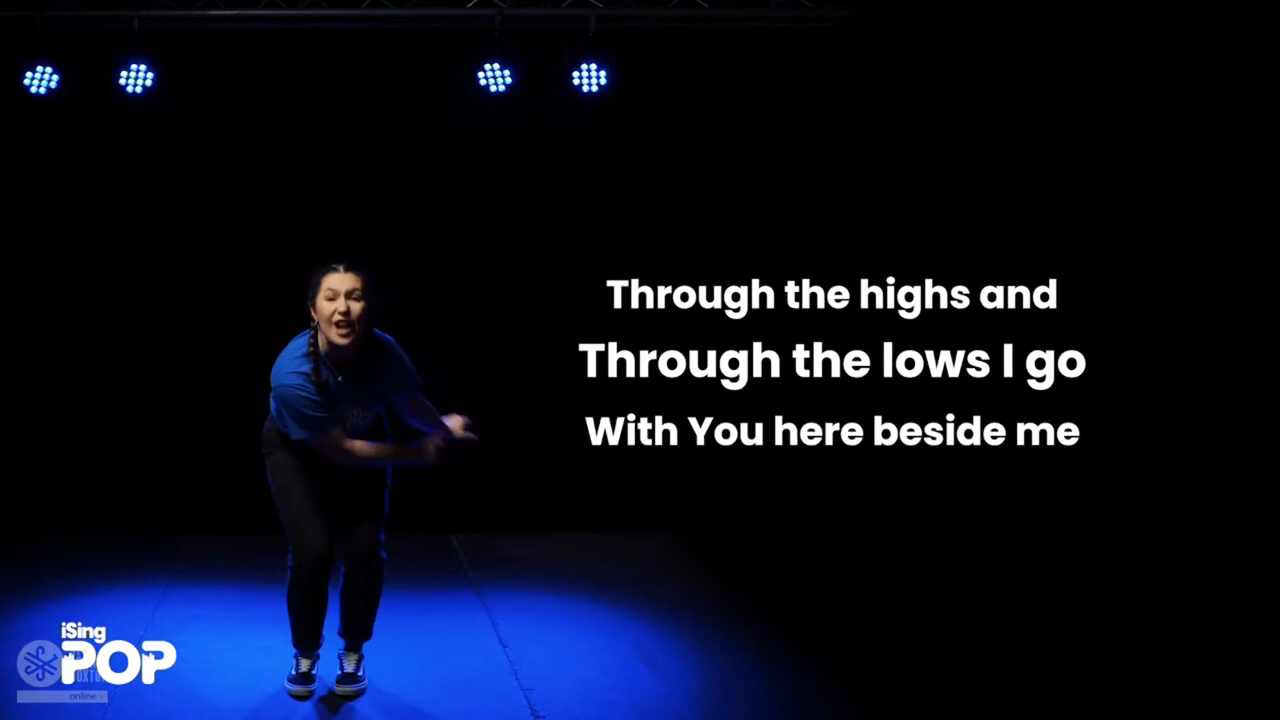 Through the highs and
Through the lows I go
With You here beside me
iSing
POP
online